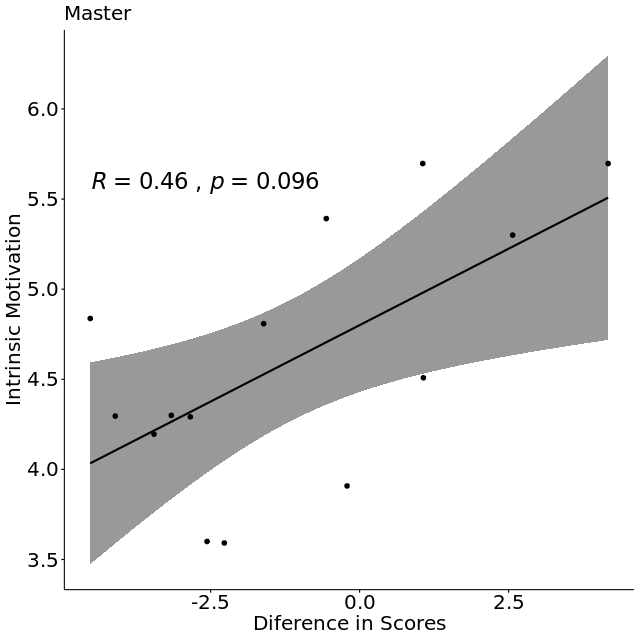 Master
R = 0.46 , p = 0.096
Intrinsic Motivation
6.0
5.5
5.0
4.5
4.0
3.5
-2.5 0.0 2.5
Diference in Scores